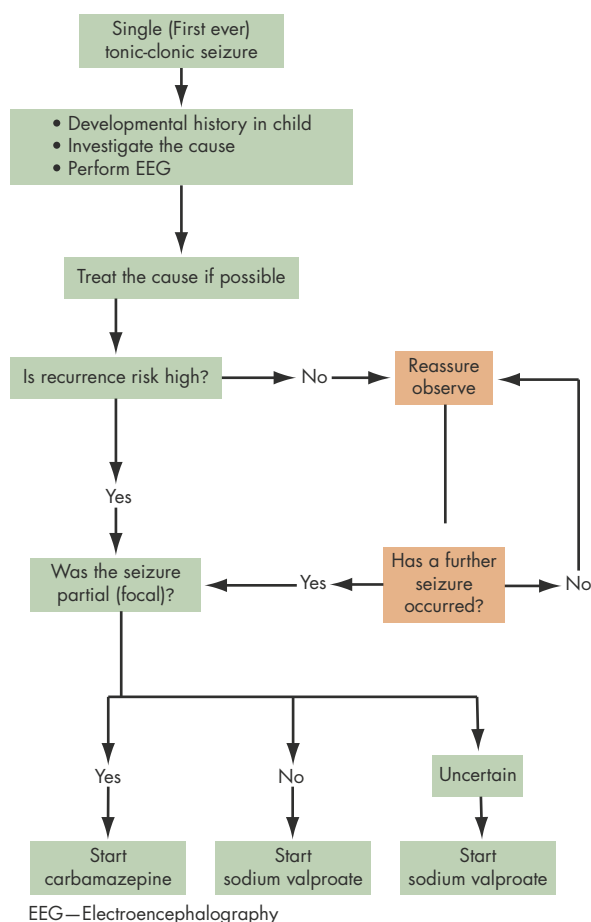 Single (First ever)
tonic-clonic seizure
• Developmental history in child
• Investigate the cause
• Perform EEG
Treat the cause if possible
Is recurrence risk high?
No
Reassure
observe
Yes
Was the seizure
partial (focal)?
Yes
Has a further
seizure
occurred?
No
Yes
No
Uncertain
Start
carbamazepine
Start
sodium valproate
Start
sodium valproate
EEG—Electroencephalography